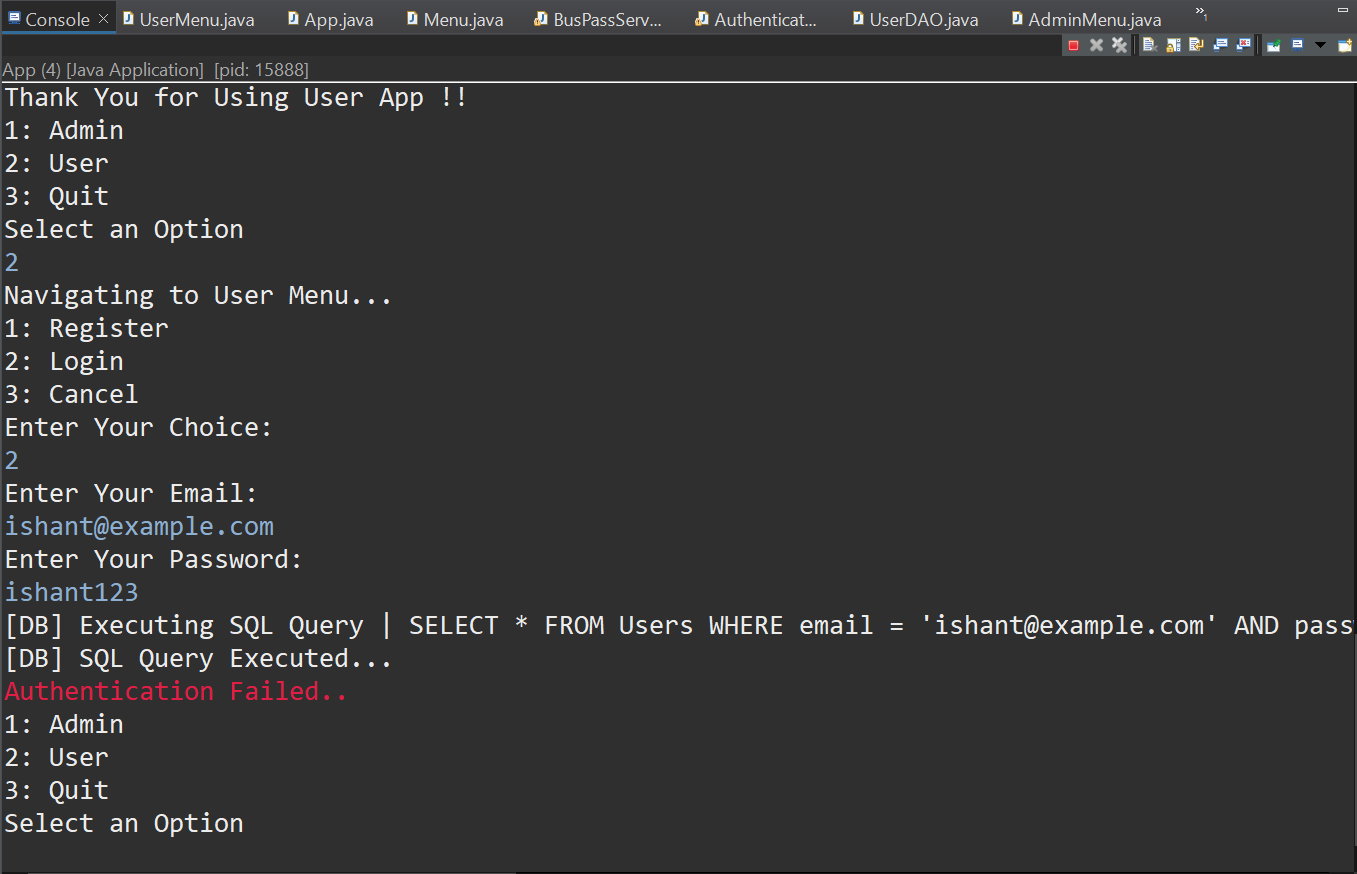 Console UserMenu.java App.java Menu.java BusPassServ... Authenticat... UserDAO.java AdminMenu.java »1
App (4) [Java Application] [pid: 15888]
Thank You for Using User App !!
1: Admin
2: User
3: Quit
Select an Option
2
Navigating to User Menu...
1: Register
2: Login
3: Cancel
Enter Your Choice:
2
Enter Your Email:
ishant@example.com
Enter Your Password:
ishant123
[DB] Executing SQL Query | SELECT * FROM Users WHERE email = 'ishant@example.com' AND pass
[DB] SQL Query Executed...
Authentication Failed..
1: Admin
2: User
3: Quit
Select an Option